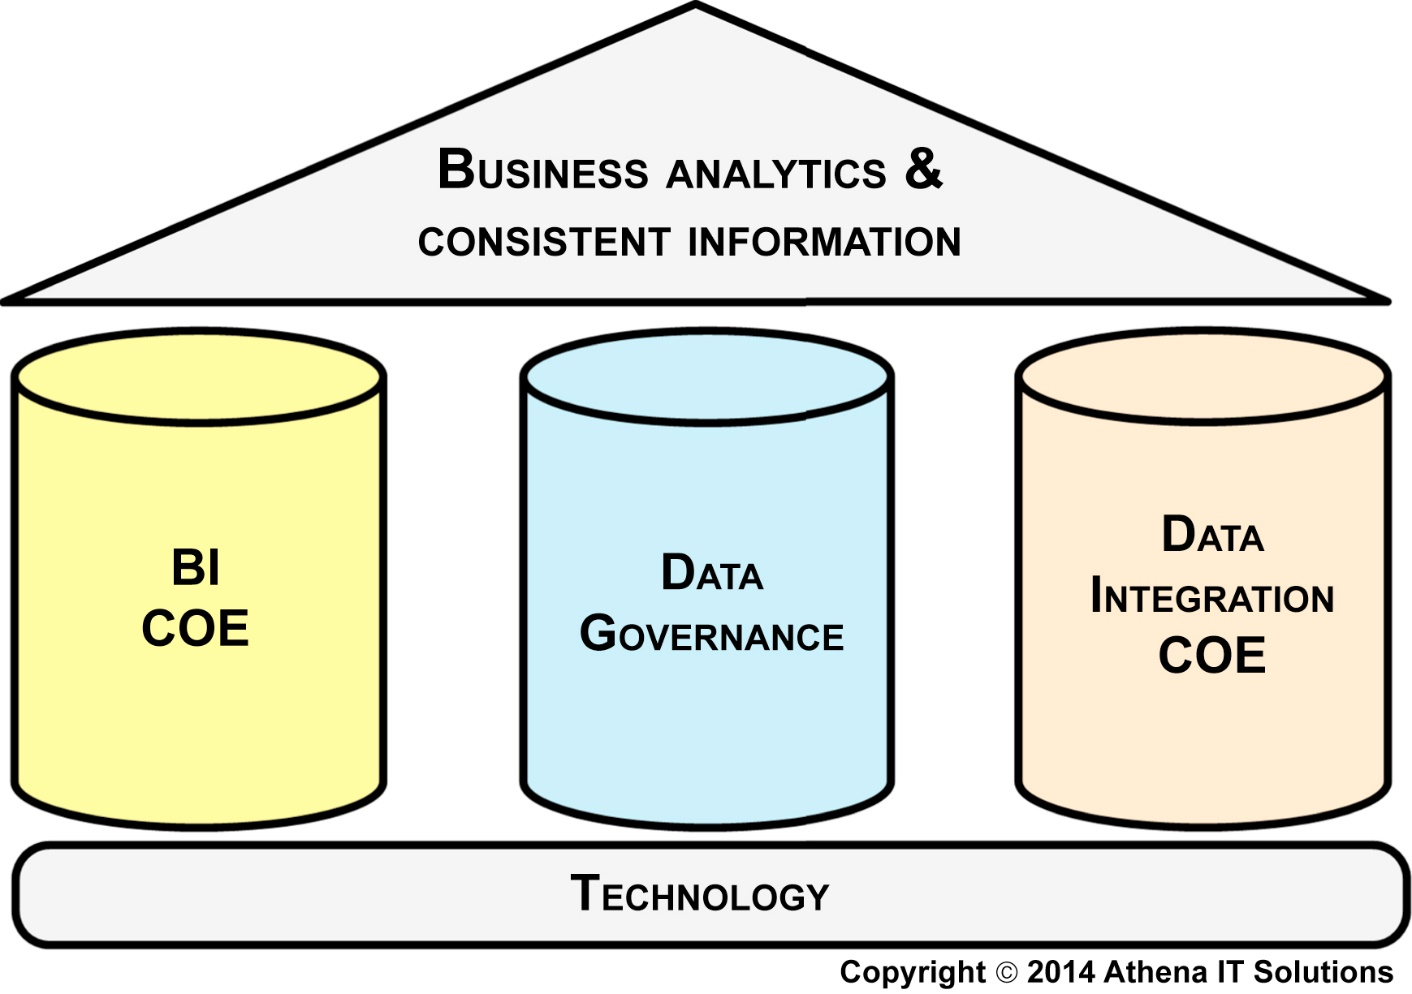 BUSINESS ANALYTICS &
CONSISTENT INFORMATION
BI
COE
DATA
GOVERNANCE
DATA
INTEGRATION
COE
TECHNOLOGY
Copyright © 2014 Athena IT Solutions